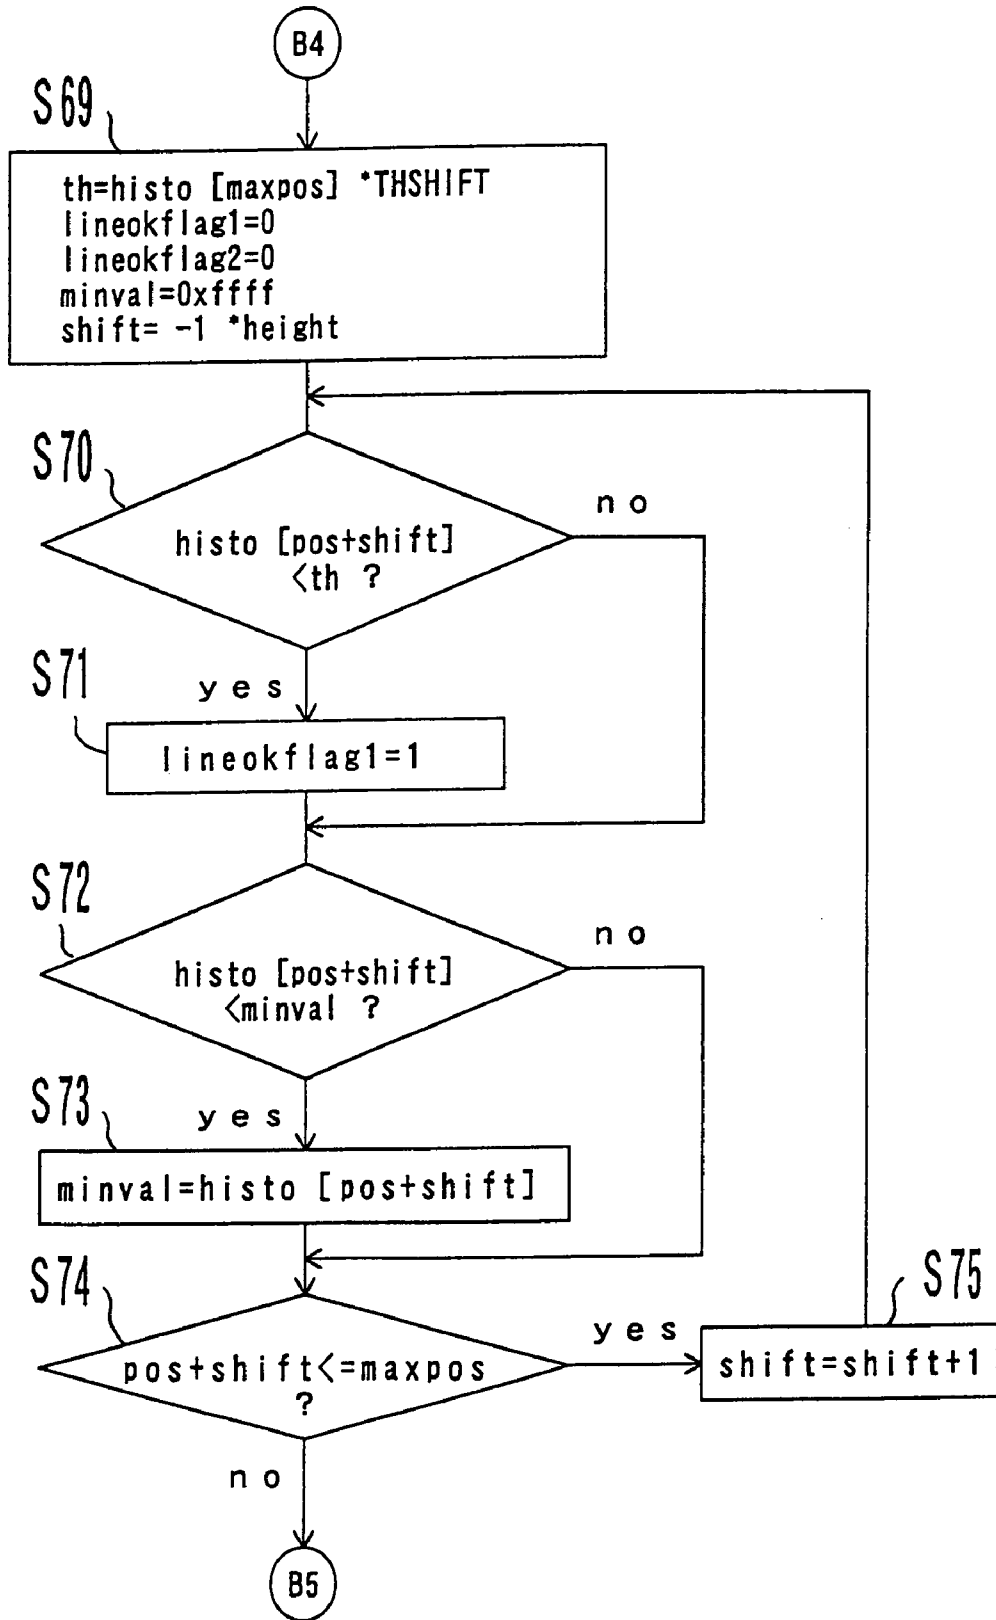 B4
S69
th=histo [maxpos] *THSHIFT
lineokflag1=0
lineokflag2=0
minval=0xffff
shift= -1 *height
S70
histo [pos+shift]
<th ?
no
yes
S71
lineokflag1=1
S72
histo [pos+shift]
<minval ?
no
yes
S73
minval=histo [pos+shift]
S74
pos+shift<=maxpos
?
yes
S75
shift=shift+1
no
B5